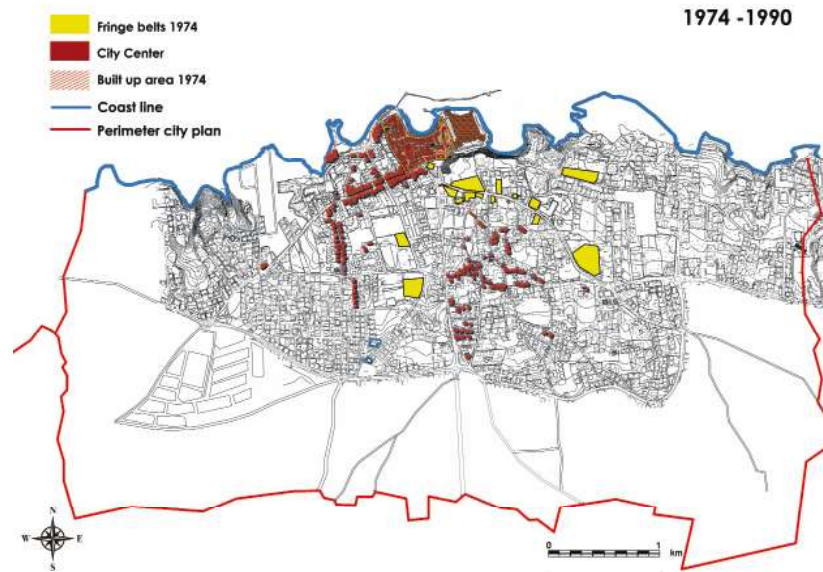 1974 -1990
Fringe belts 1974
City Center
Built up area 1974
Coast line
Perimeter city plan
N
W E
S
0 1
km